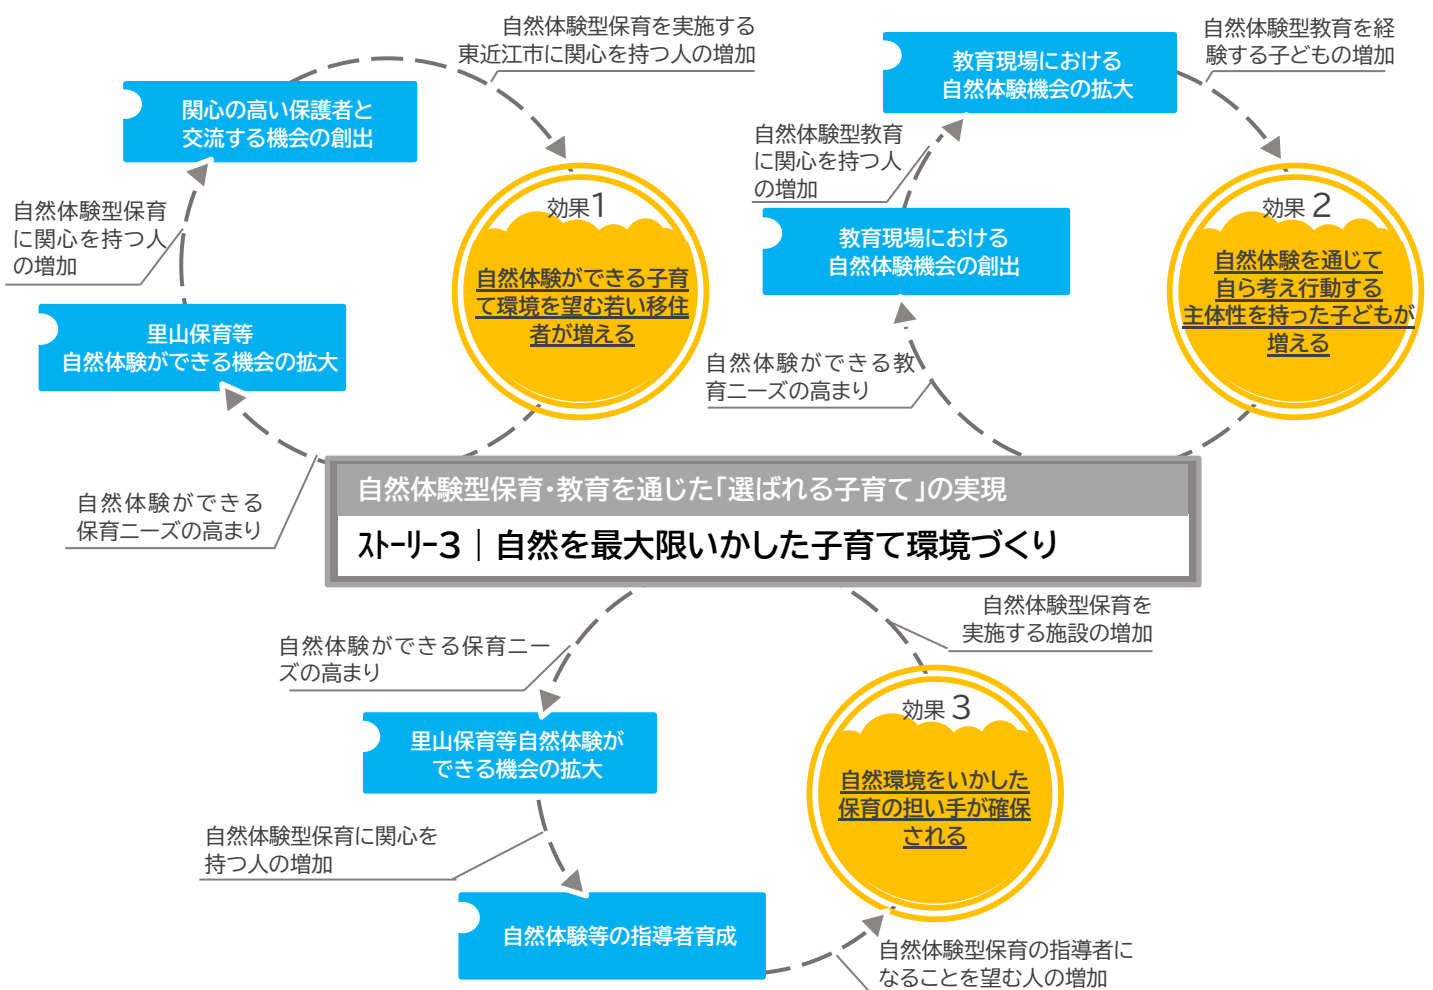 自然体験型保育を実施する
東近江市に関心を持つ人の増加
関心の高い保護者と
交流する機会の創出
自然体験型保育
に関心を持つ人
の増加
里山保育等
自然体験ができる機会の拡大
自然体験ができる
保育ニーズの高まり
効果1
自然体験ができる子育
て環境を望む若い移住
者が増える
自然体験型教育を経
験する子どもの増加
教育現場における
自然体験機会の拡大
自然体験型教育
に関心を持つ人
の増加
教育現場における
自然体験機会の創出
自然体験ができる教
育ニーズの高まり
効果2
自然体験を通じて
自ら考え行動する
主体性を持った子どもが
増える
自然体験型保育・教育を通じた「選ばれる子育て」の実現
ｽﾄｰﾘｰ3｜自然を最大限いかした子育て環境づくり
自然体験ができる保育ニー
ズの高まり
里山保育等自然体験が
できる機会の拡大
自然体験型保育に関心を
持つ人の増加
自然体験等の指導者育成
自然体験型保育を
実施する施設の増加
効果3
自然環境をいかした
保育の担い手が確保
される
自然体験型保育の指導者に
なることを望む人の増加